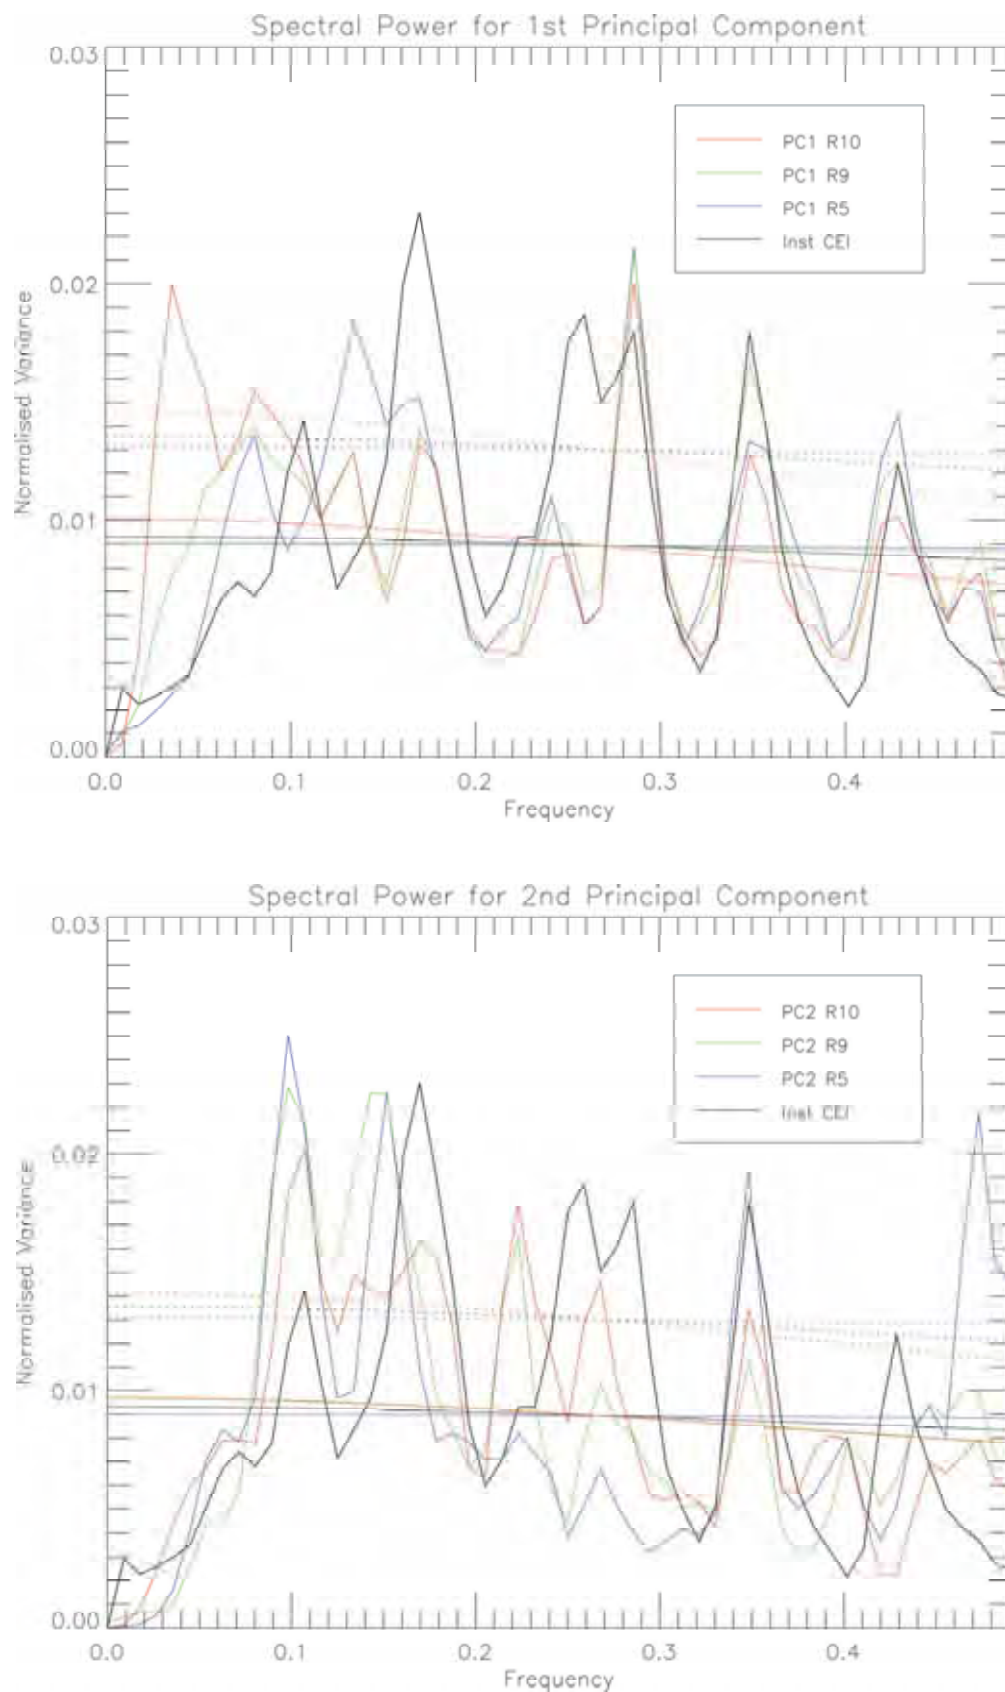 Spectral Power for 1st Principal Component
0.03
PC1 R10
PC1 R9
PC1 R5
Inst CEI
0.02
Normalised Variance
0.01
0.00
0.0 0.1 0.2 0.3 0.4
Frequency
Spectral Power for 2nd Principal Component
0.03
PC2 R10
PC2 R9
PC2 R5
Inst CEI
0.02
Normalised Variance
0.01
0.00
0.0 0.1 0.2 0.3 0.4
Frequency